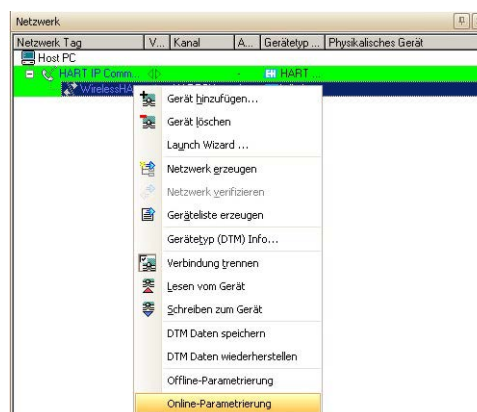 Netzwerk
Netzwerk Tag V... Kanal A... Gerätetyp ... Physikalisches Gerät
Host PC
HART IP Comm... - HART ...
WirelessHA
Gerät hinzufügen...
Gerät löschen
Launch Wizard ...
Netzwerk erzeugen
Netzwerk verifizieren
Geräteliste erzeugen
Gerätetyp (DTM) Info...
Verbindung trennen
Lesen vom Gerät
Schreiben zum Gerät
DTM Daten speichern
DTM Daten wiederherstellen
Offline-Parametrierung
Online-Parametrierung